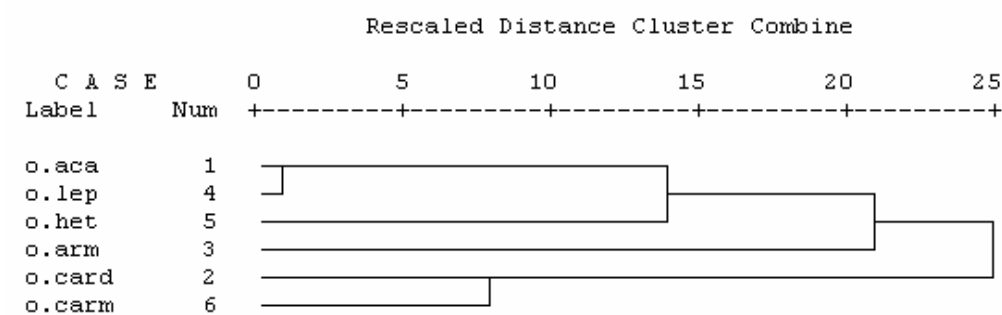 Rescaled Distance Cluster Combine
C A S E 0 5 10 15 20 25
Label Num +---------+---------+---------+---------+---------+
o.aca 1
o.lep 4
o.het 5
o.arm 3
o.card 2
o.carm 6